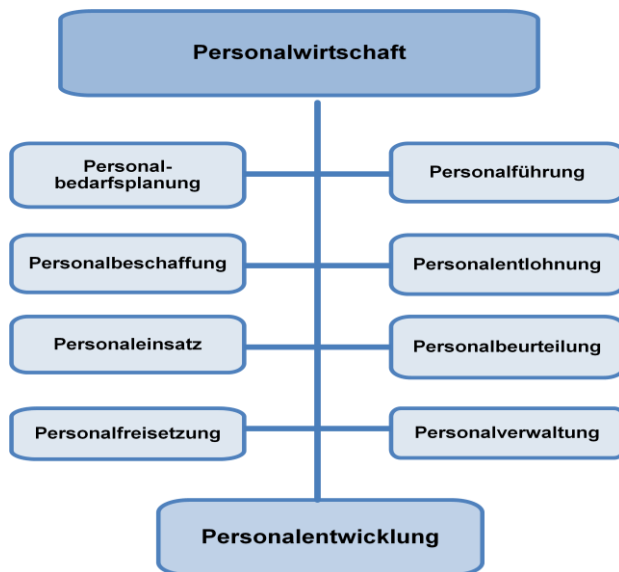 Personalwirtschaft
Personal-
bedarfsplanung
Personalführung
Personalbeschaffung
Personalentlohnung
Personaleinsatz
Personalbeurteilung
Personalfreisetzung
Personalverwaltung
Personalentwicklung